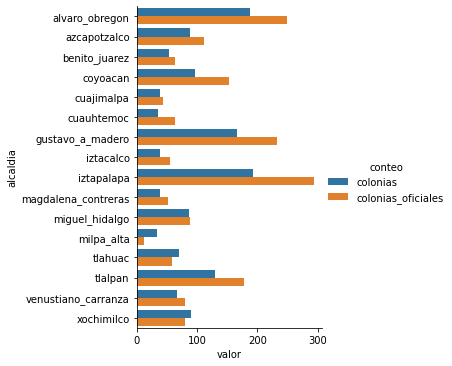 alcaldia
alvaro_obregon
azcapotzalco
benito_juarez
coyoacan
cuajimalpa
cuauhtemoc
gustavo_a_madero
iztacalco
iztapalapa
magdalena_contreras
miguel_hidalgo
milpa_alta
tlahuac
tlalpan
venustiano_carranza
xochimilco
0 100 200 300
valor
conteo
colonias
colonias_oficiales